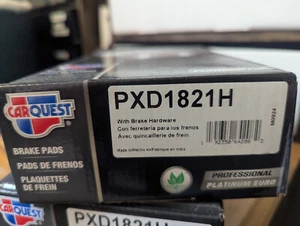 CARQUEST
BRAKE PADS
PADS DE FRENOS
PLAQUETTES
DE FREIN
PXD1821H
With Brake Hardware
Con ferretería para los frenos
Avec quincaillerie de frein
PROFESSIONAL
PLATINUM EURO
CARQUEST
PXD1821H